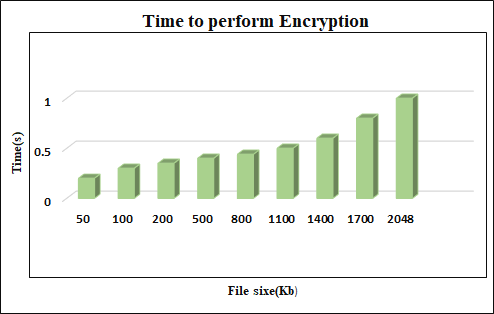 Time to perform Encryption
1
0.5
0
Time(s)
50 100 200 500 800 1100 1400 1700 2048
File sixe(Kb)